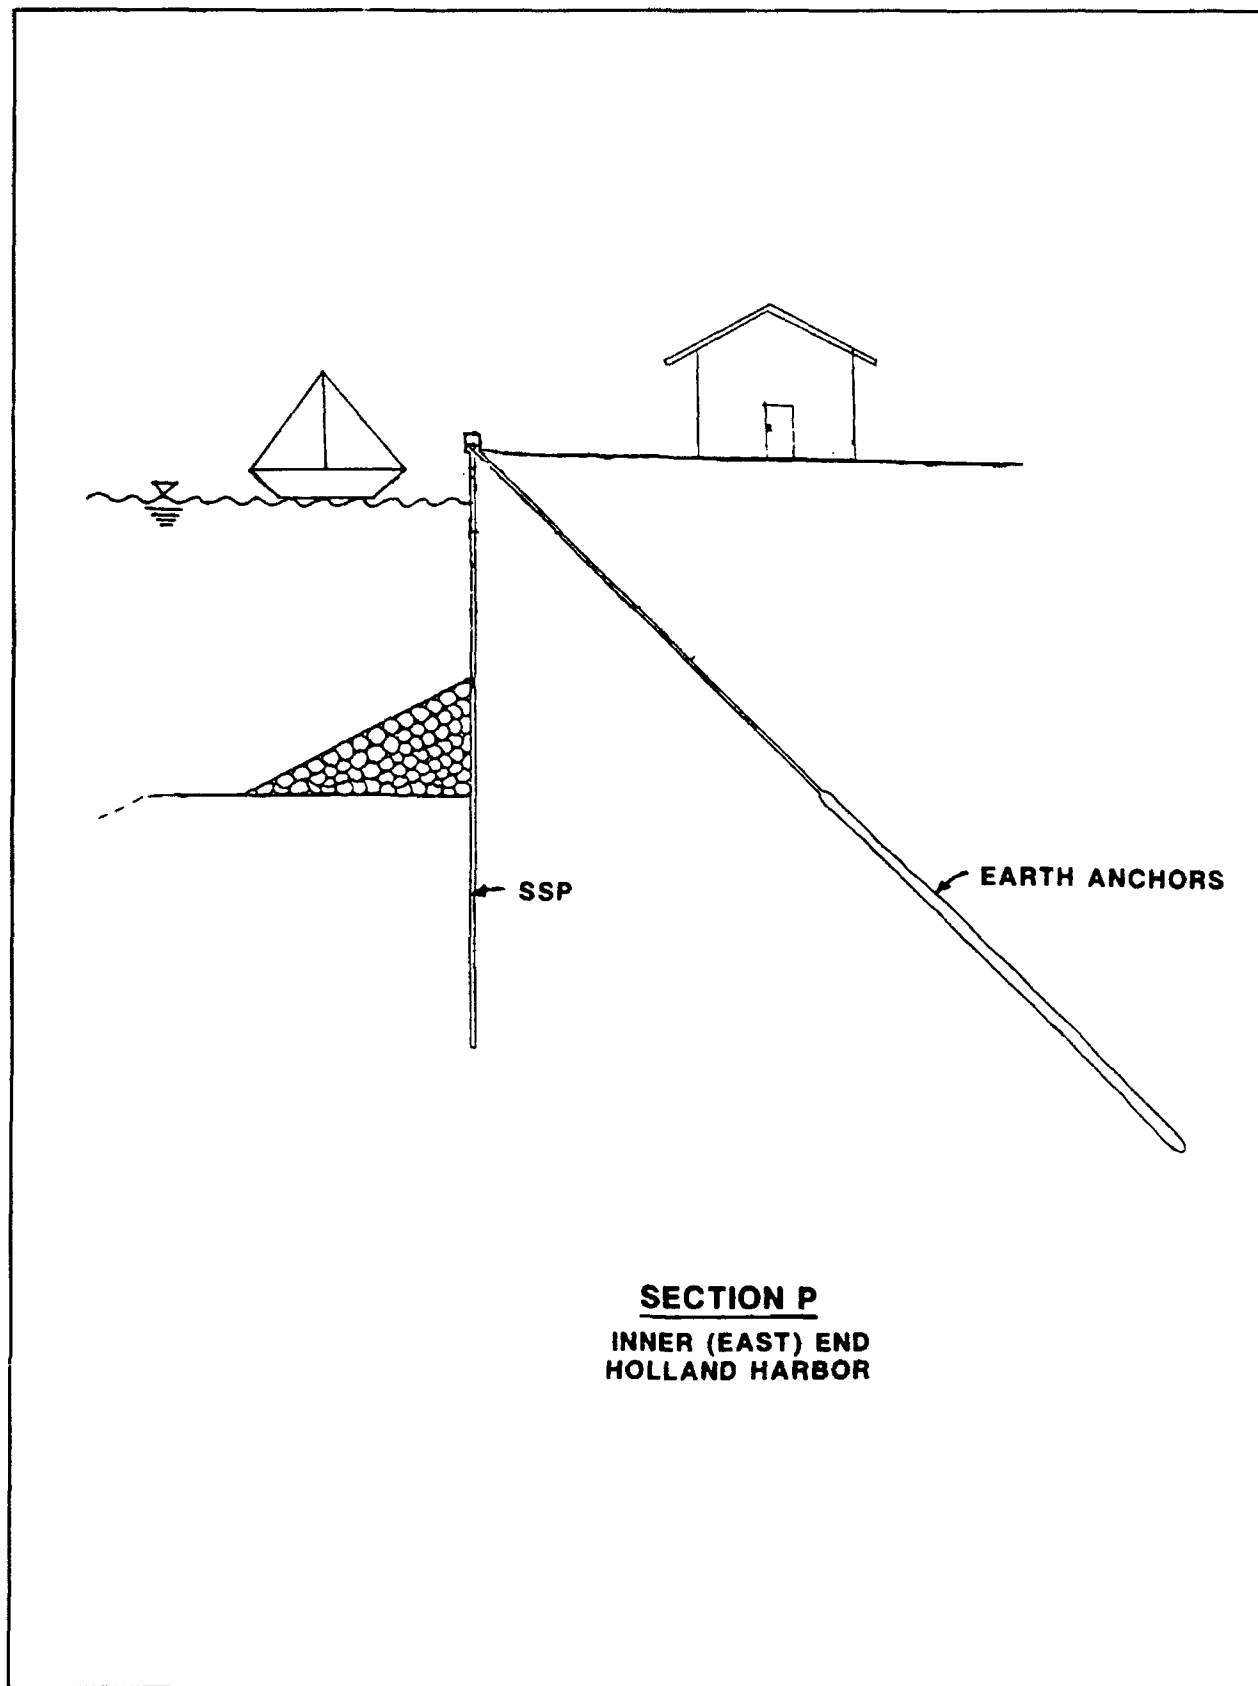 SSP
EARTH ANCHORS
SECTION P
INNER (EAST) END
HOLLAND HARBOR